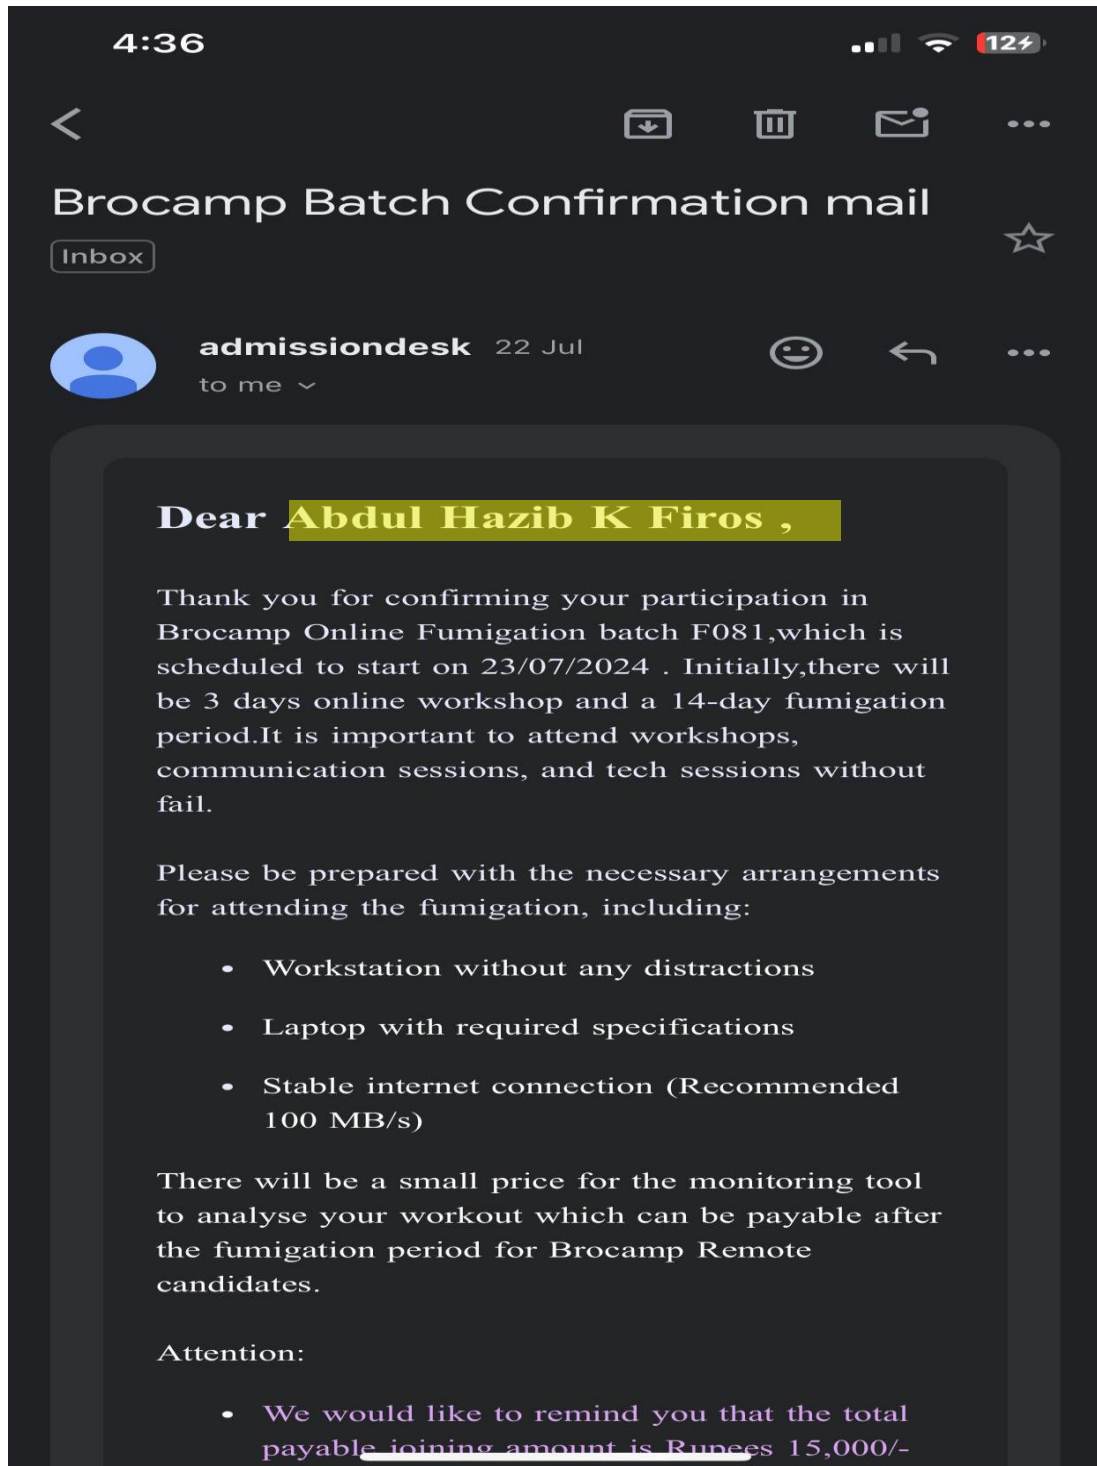 4:36
12
Brocamp Batch Confirmation mail
Inbox
admissiondesk 22 Jul
to me
Dear Abdul Hazib K Firos ,
Thank you for confirming your participation in
Brocamp Online Fumigation batch F081,which is
scheduled to start on 23/07/2024 . Initially,there will
be 3 days online workshop and a 14-day fumigation
period.It is important to attend workshops,
communication sessions, and tech sessions without
fail.
Please be prepared with the necessary arrangements
for attending the fumigation, including:
• Workstation without any distractions
• Laptop with required specifications
• Stable internet connection (Recommended
100 MB/s)
There will be a small price for the monitoring tool
to analyse your workout which can be payable after
the fumigation period for Brocamp Remote
candidates.
Attention:
• We would like to remind you that the total
payable joining amount is Rupees 15,000/-